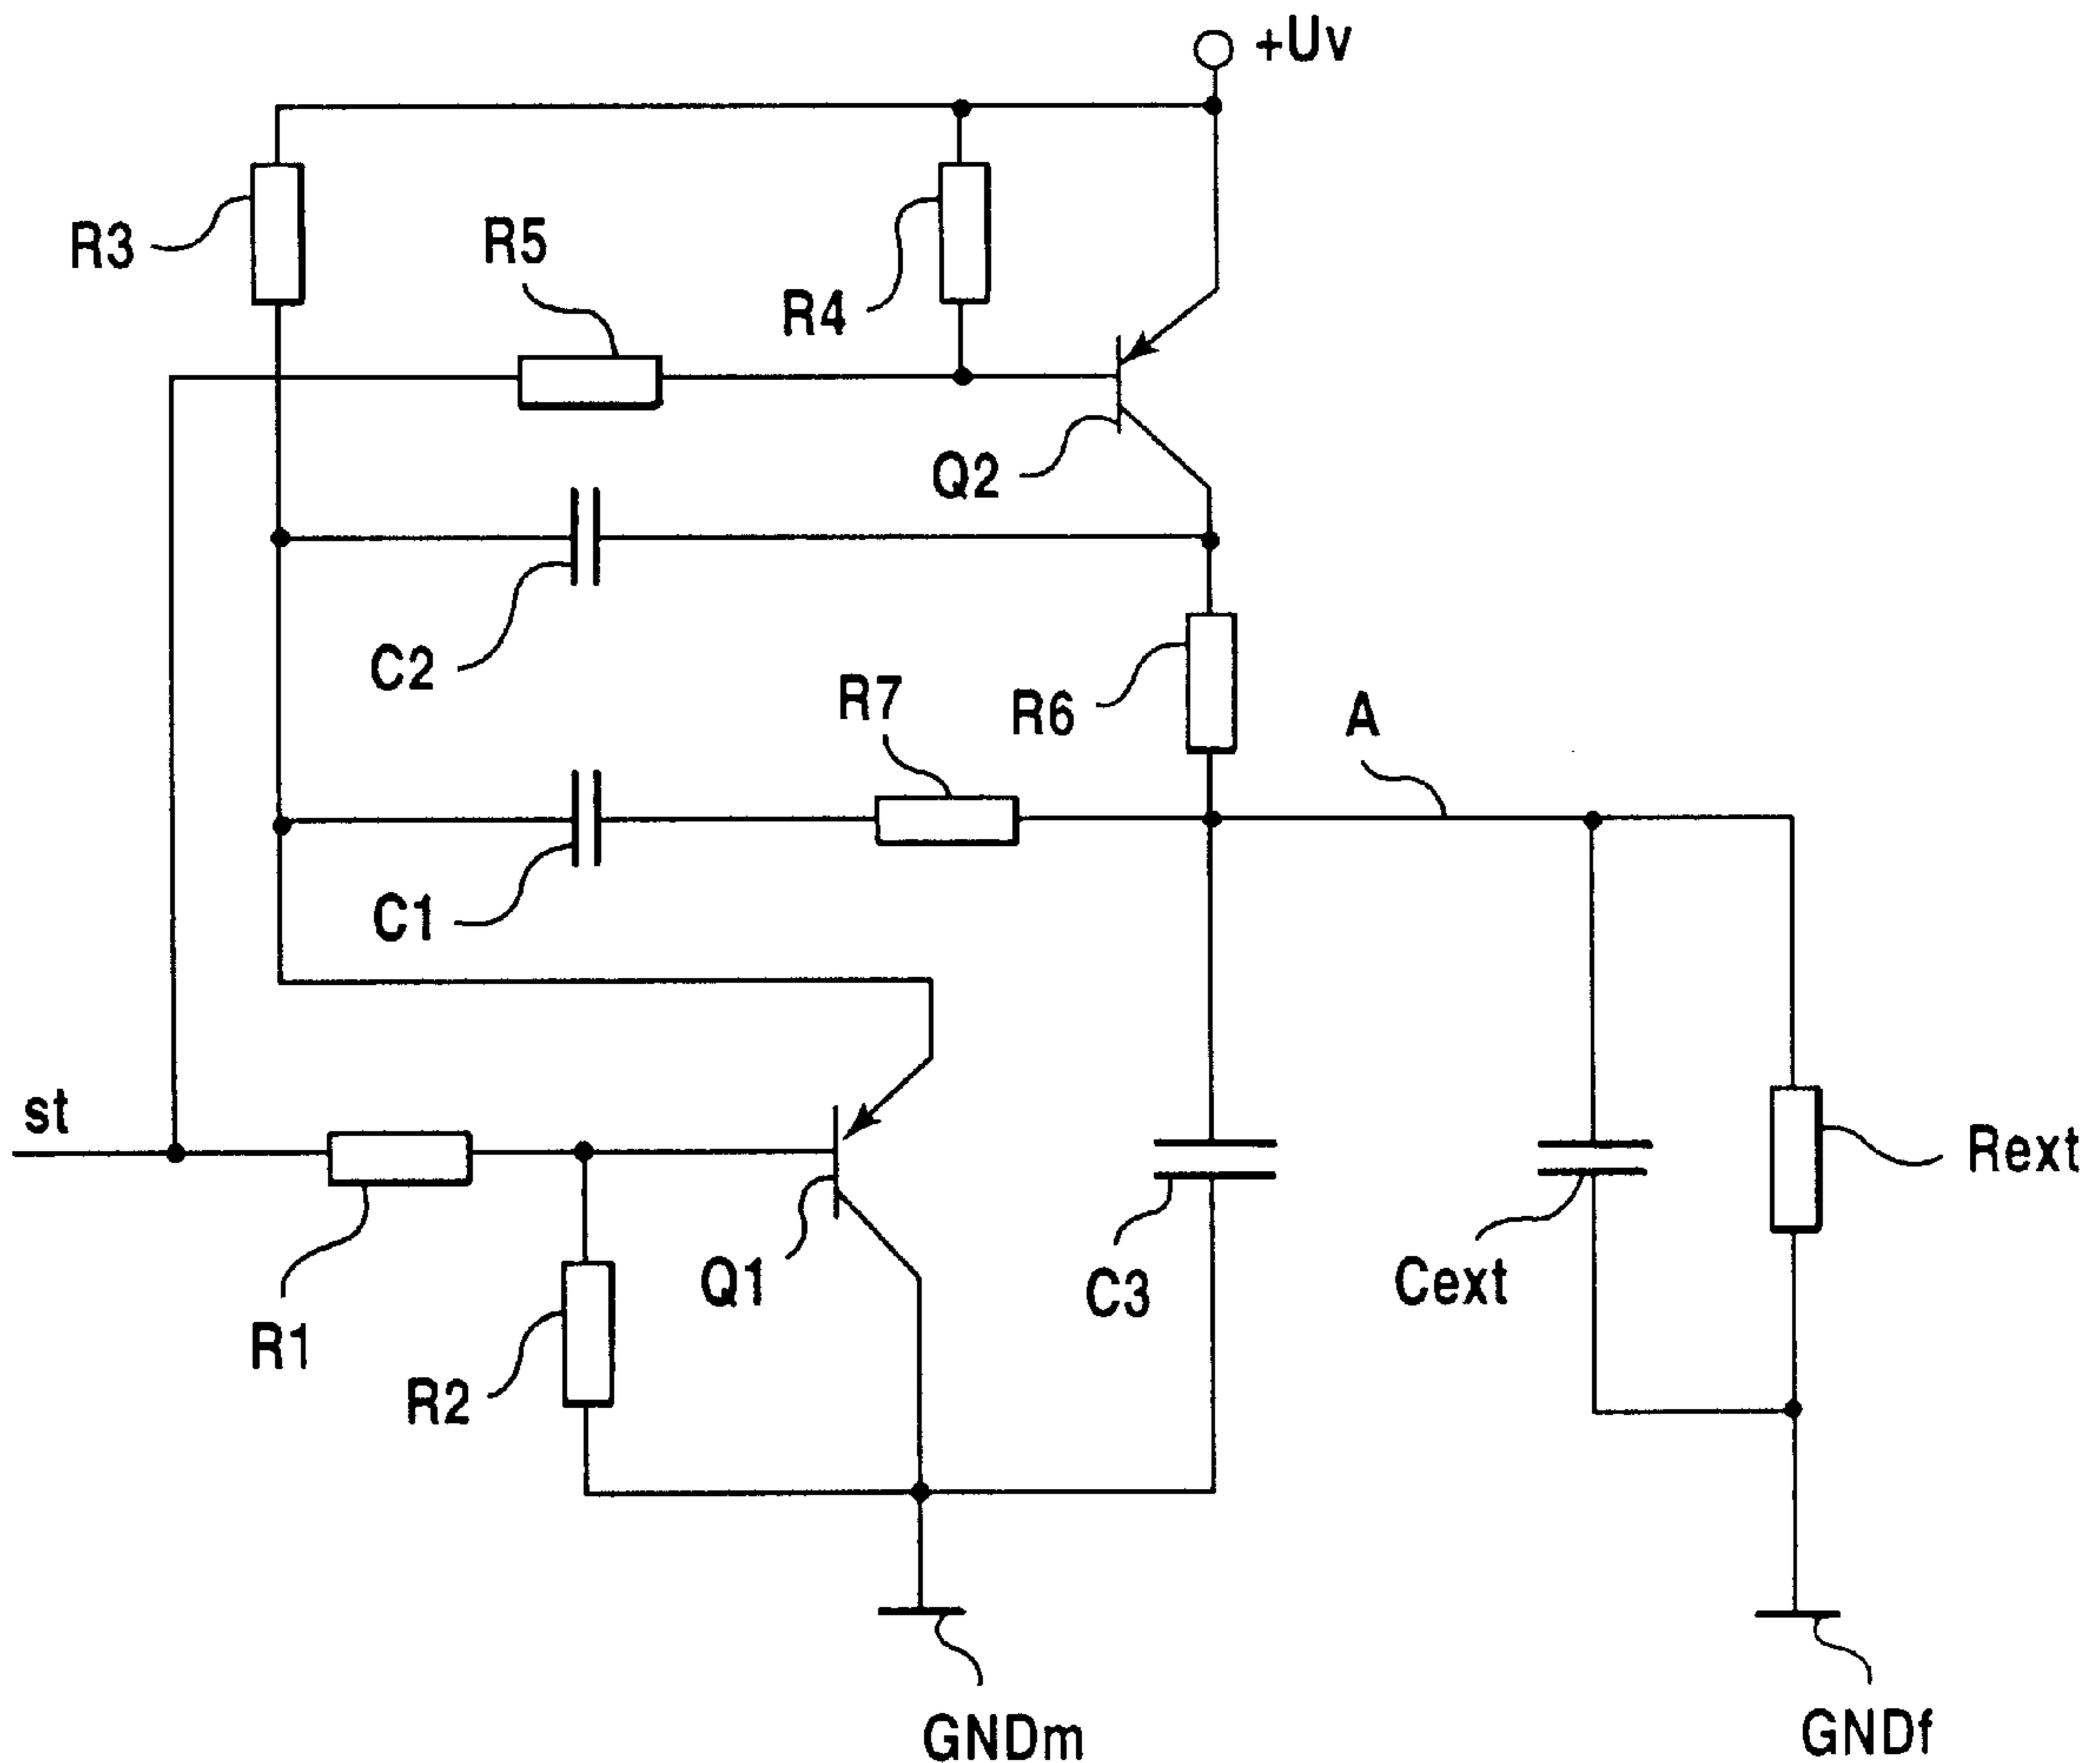 +Uv
R3
R5
R4
Q2
C2
R7
R6
A
C1
st
Rext
R1
Q1
C3
Cext
R2
GNDm
GNDf